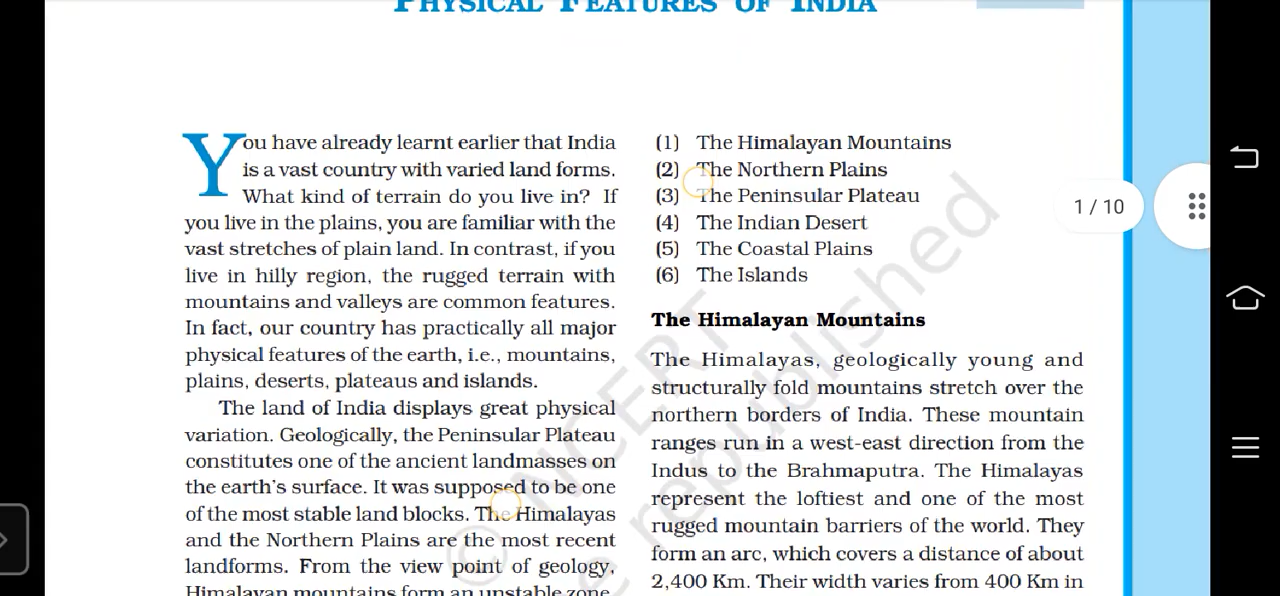 PHYSICAL FEATURES OF INDIA
You have already learnt earlier that India
is a vast country with varied land forms.
What kind of terrain do you live in? If
you live in the plains, you are familiar with the
vast stretches of plain land. In contrast, if you
live in hilly region, the rugged terrain with
mountains and valleys are common features.
In fact, our country has practically all major
physical features of the earth, i.e., mountains,
plains, deserts, plateaus and islands.
The land of India displays great physical
variation. Geologically, the Peninsular Plateau
constitutes one of the ancient landmasses on
the earth's surface. It was supposed to be one
of the most stable land blocks. The Himalayas
and the Northern Plains are the most recent
landforms. From the view point of geology,
Himalayan mountains form an unstable zone.
(1) The Himalayan Mountains
(2) The Northern Plains
(3) The Peninsular Plateau
(4) The Indian Desert
(5) The Coastal Plains
(6) The Islands
The Himalayan Mountains
The Himalayas, geologically young and
structurally fold mountains stretch over the
northern borders of India. These mountain
ranges run in a west-east direction from the
Indus to the Brahmaputra. The Himalayas
represent the loftiest and one of the most
rugged mountain barriers of the world. They
form an arc, which covers a distance of about
2,400 Km. Their width varies from 400 Km in
1 / 10
© NCERT
republished